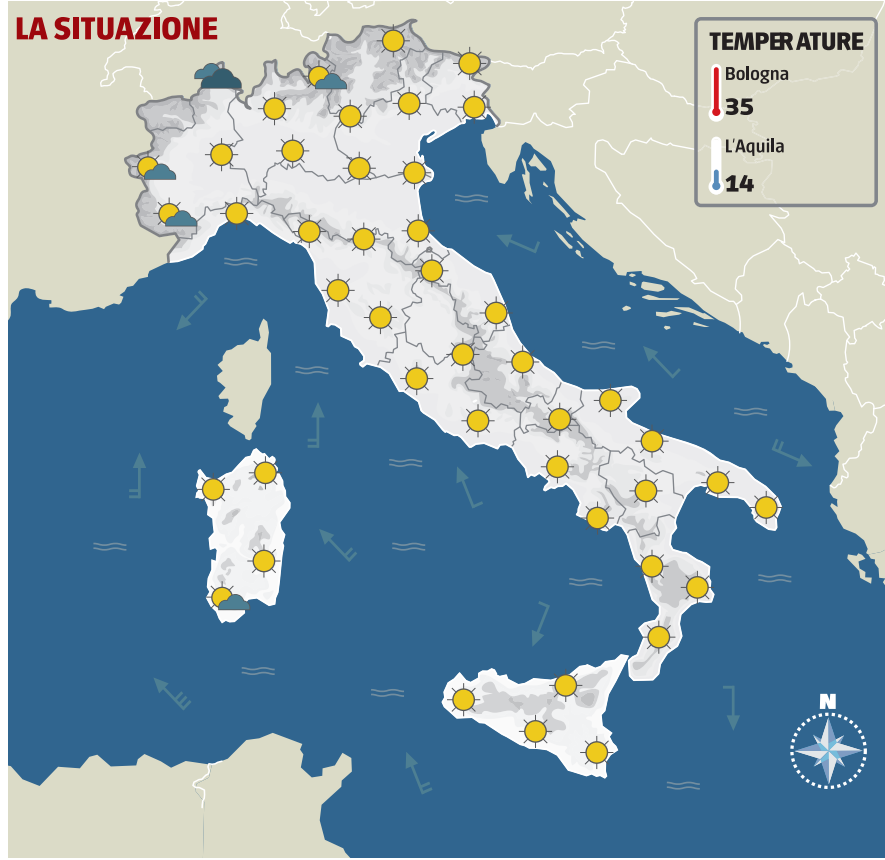 LA SITUAZIONE
TEMPERATURE
Bologna
35
L'Aquila
14
N